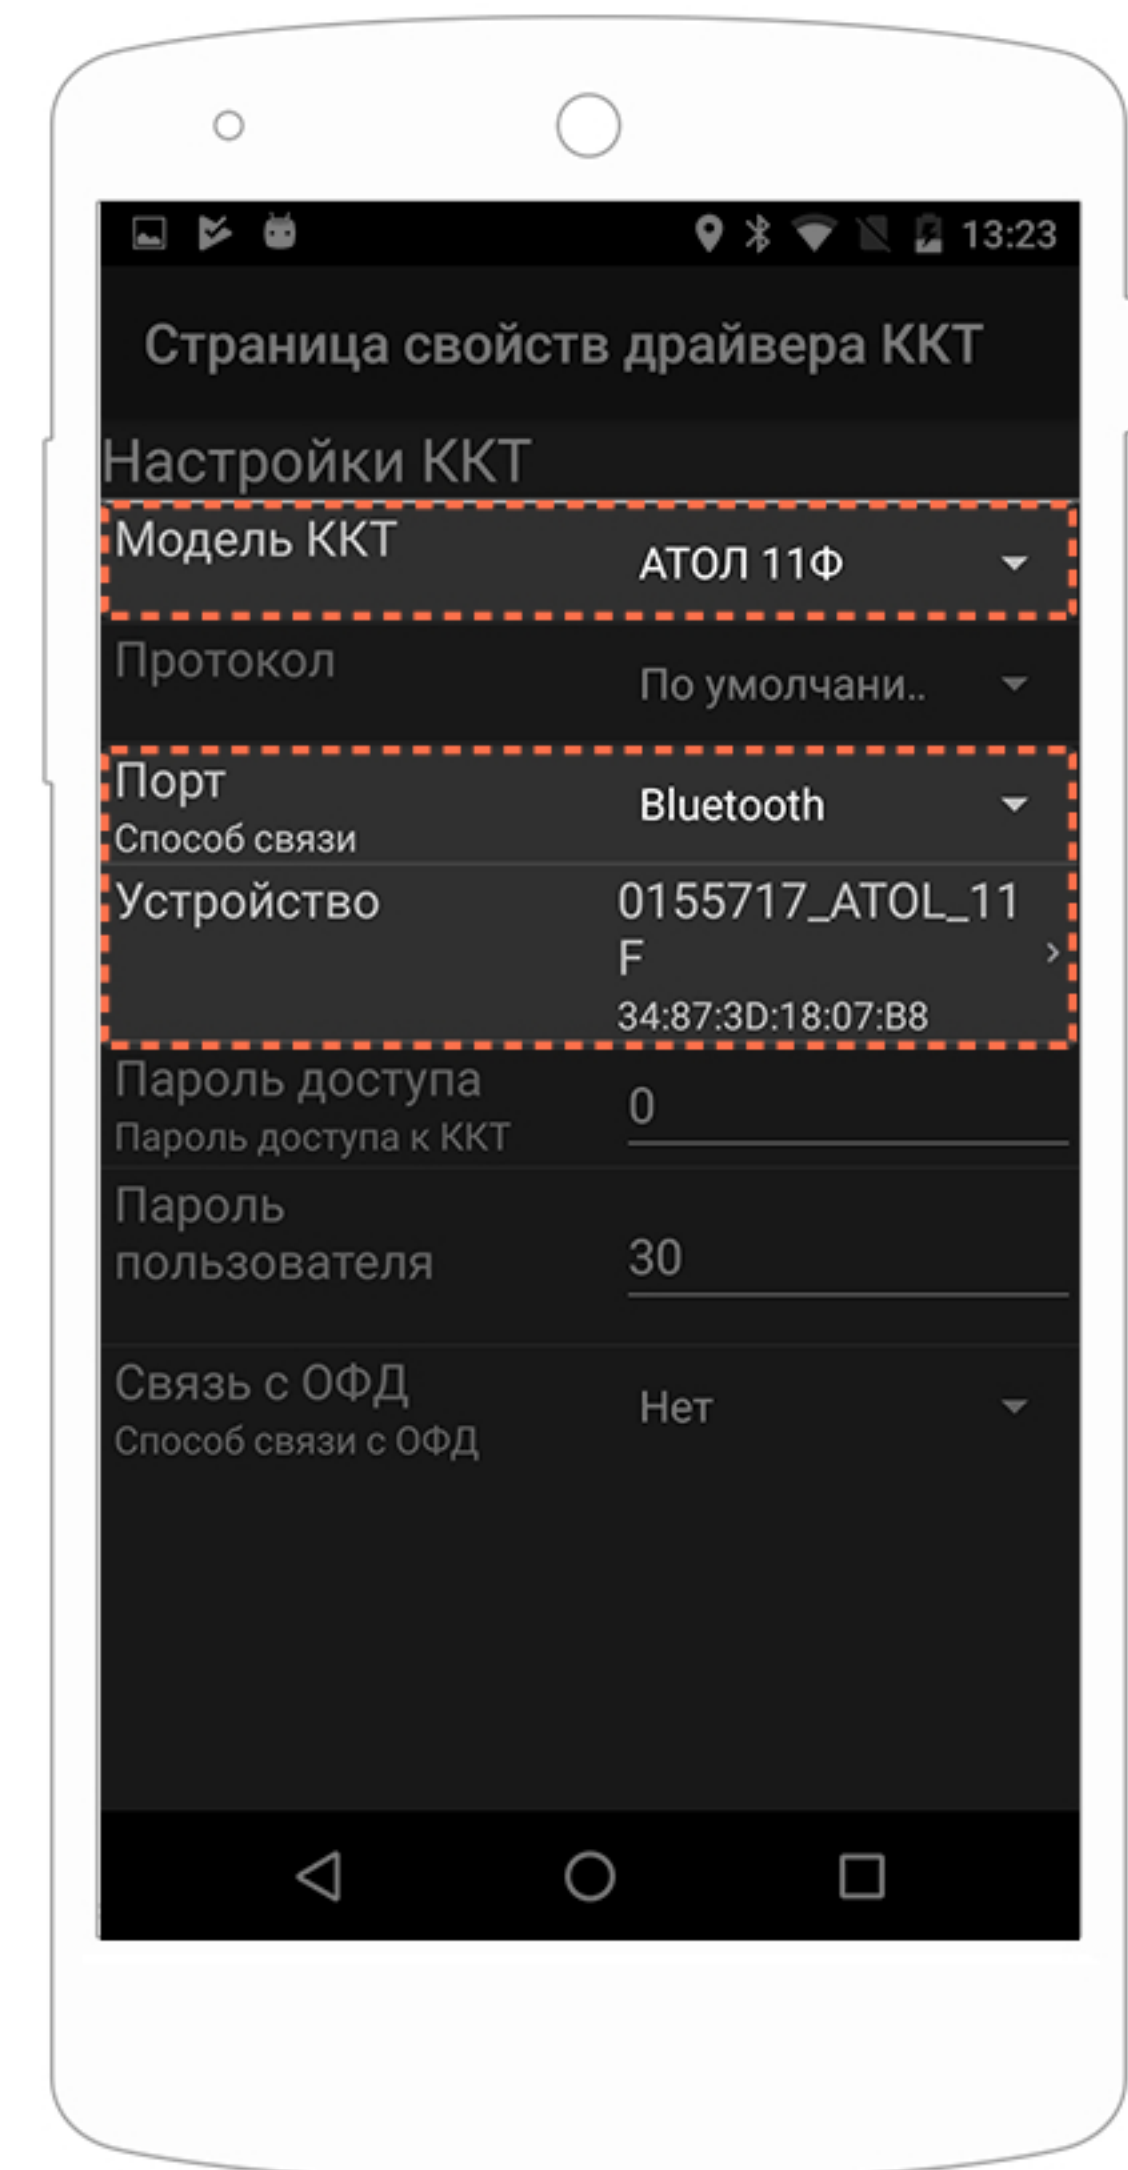 13:23
Страница свойств драйвера ККТ
Настройки ККТ
Модель ККТ
АТОЛ 11Ф
Протокол
По умолчани..
Порт
Bluetooth
Способ связи
Устройство
0155717_ATOL_11
F
34:87:3D:18:07:B8
Пароль доступа
0
Пароль доступа к ККТ
Пароль
пользователя
30
Связь с ОФД
Нет
Способ связи с ОФД